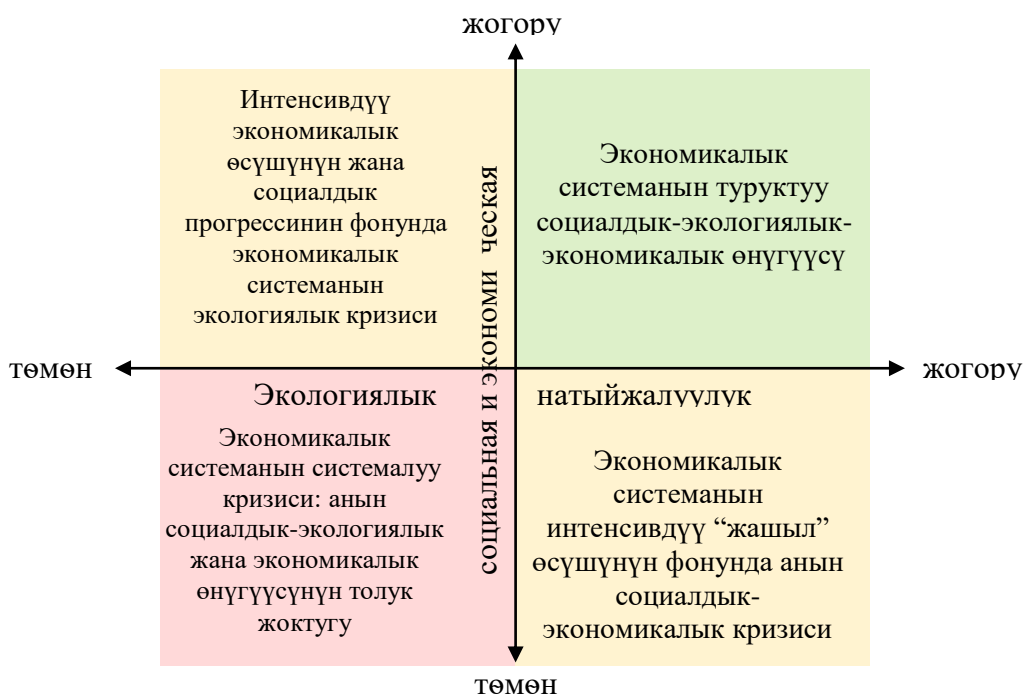 жогору
Интенсивдүү
экономикалык
өсүшүнүн жана
социалдык
прогрессинин фонунда
экономикалык
системанын
экологиялык кризиси
Экономикалык
системанын туруктуу
социалдык-экологиялык-
экономикалык өнүгүүсү
социальная и экономи ческая
төмөн
жогору
Экологиялык натыйжалуулук
Экономикалык
системанын системалуу
кризиси: анын
социалдык-экологиялык
жана экономикалык
өнүгүүсүнүн толук
жоктугу
Экономикалык
системанын
интенсивдүү “жашыл”
өсүшүнүн фонунда анын
социалдык-
экономикалык кризиси
төмөн